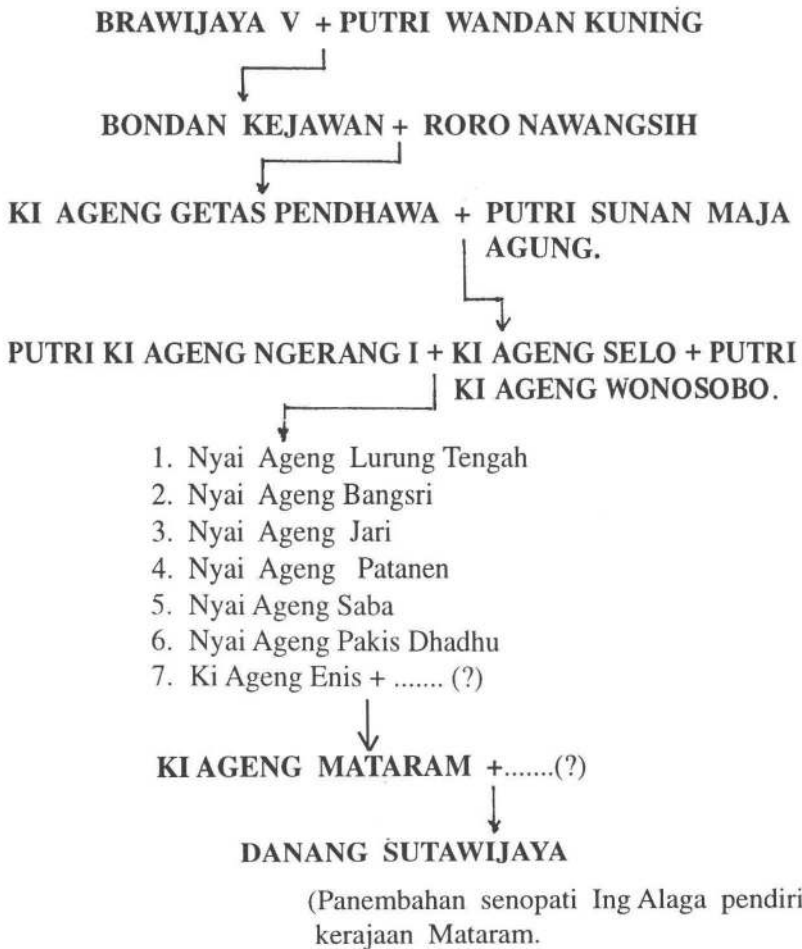 BRAWIJAYA V + PUTRI WANDAN KUNING
BONDAN KEJAWAN + RORO NAWANGSIH
KI AGENG GETAS PENDHAWA + PUTRI SUNAN MAJA
AGUNG.
PUTRI KI AGENG NGERANG I + KI AGENG SELO + PUTRI
KI AGENG WONOSOBO.
1. Nyai Ageng Lurung Tengah
2. Nyai Ageng Bangsri
3. Nyai Ageng Jari
4. Nyai Ageng Patanen
5. Nyai Ageng Saba
6. Nyai Ageng Pakis Dhadhu
7. Ki Ageng Enis + ....... (?)
KI AGENG MATARAM +.......(?)
DANANG SUTAWIJAYA
(Panembahan senopati Ing Alaga pendiri
kerajaan Mataram.